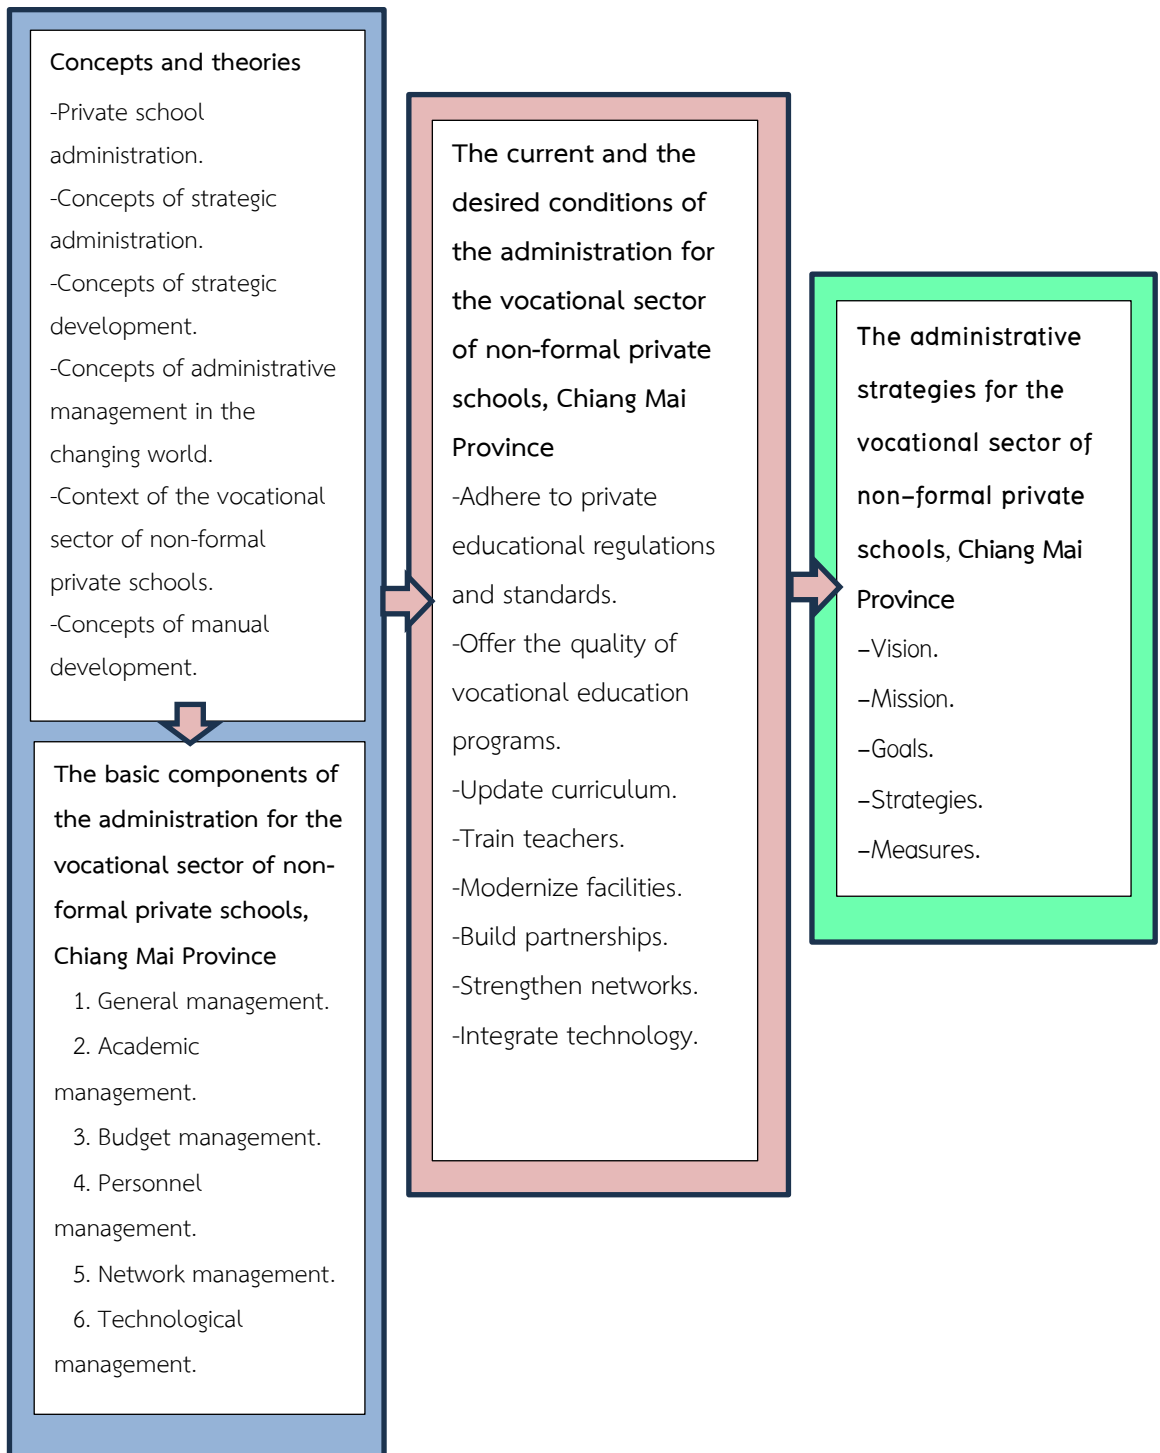 Concepts and theories
-Private school
administration.
-Concepts of strategic
administration.
-Concepts of strategic
development.
-Concepts of administrative
management in the
changing world.
-Context of the vocational
sector of non-formal
private schools.
-Concepts of manual
development.
The basic components of
the administration for the
vocational sector of non-
formal private schools,
Chiang Mai Province
1. General management.
2. Academic
management.
3. Budget management.
4. Personnel
management.
5. Network management.
6. Technological
management.
The current and the
desired conditions of
the administration for
the vocational sector
of non-formal private
schools, Chiang Mai
Province
-Adhere to private
educational regulations
and standards.
-Offer the quality of
vocational education
programs.
-Update curriculum.
-Train teachers.
-Modernize facilities.
-Build partnerships.
-Strengthen networks.
-Integrate technology.
The administrative
strategies for the
vocational sector of
non–formal private
schools, Chiang Mai
Province
–Vision.
–Mission.
–Goals.
–Strategies.
–Measures.